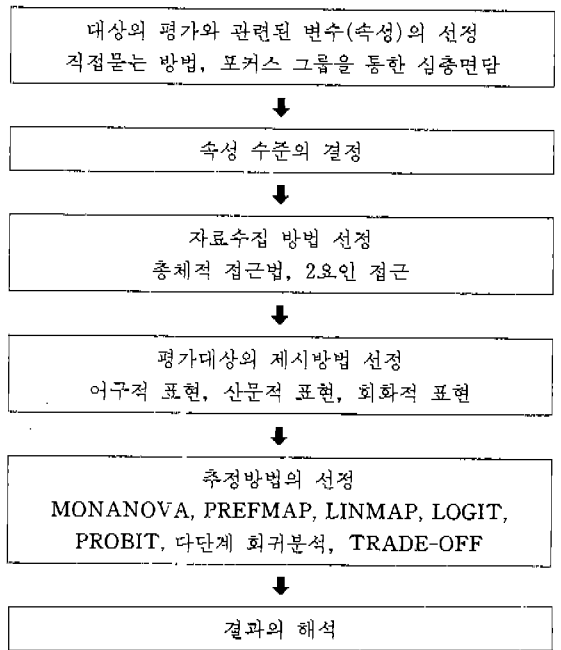 대상의 평가와 관련된 변수(속성)의 선정
직접묻는 방법, 포커스 그룹을 통한 심층면담
속성 수준의 결정
자료수집 방법 선정
총체적 접근법, 2요인 접근
평가대상의 제시방법 선정
어구적 표현, 산문적 표현, 회화적 표현
추정방법의 선정
MONANOVA, PREFMAP, LINMAP, LOGIT,
PROBIT, 다단계 회귀분석, TRADE-OFF
결과의 해석